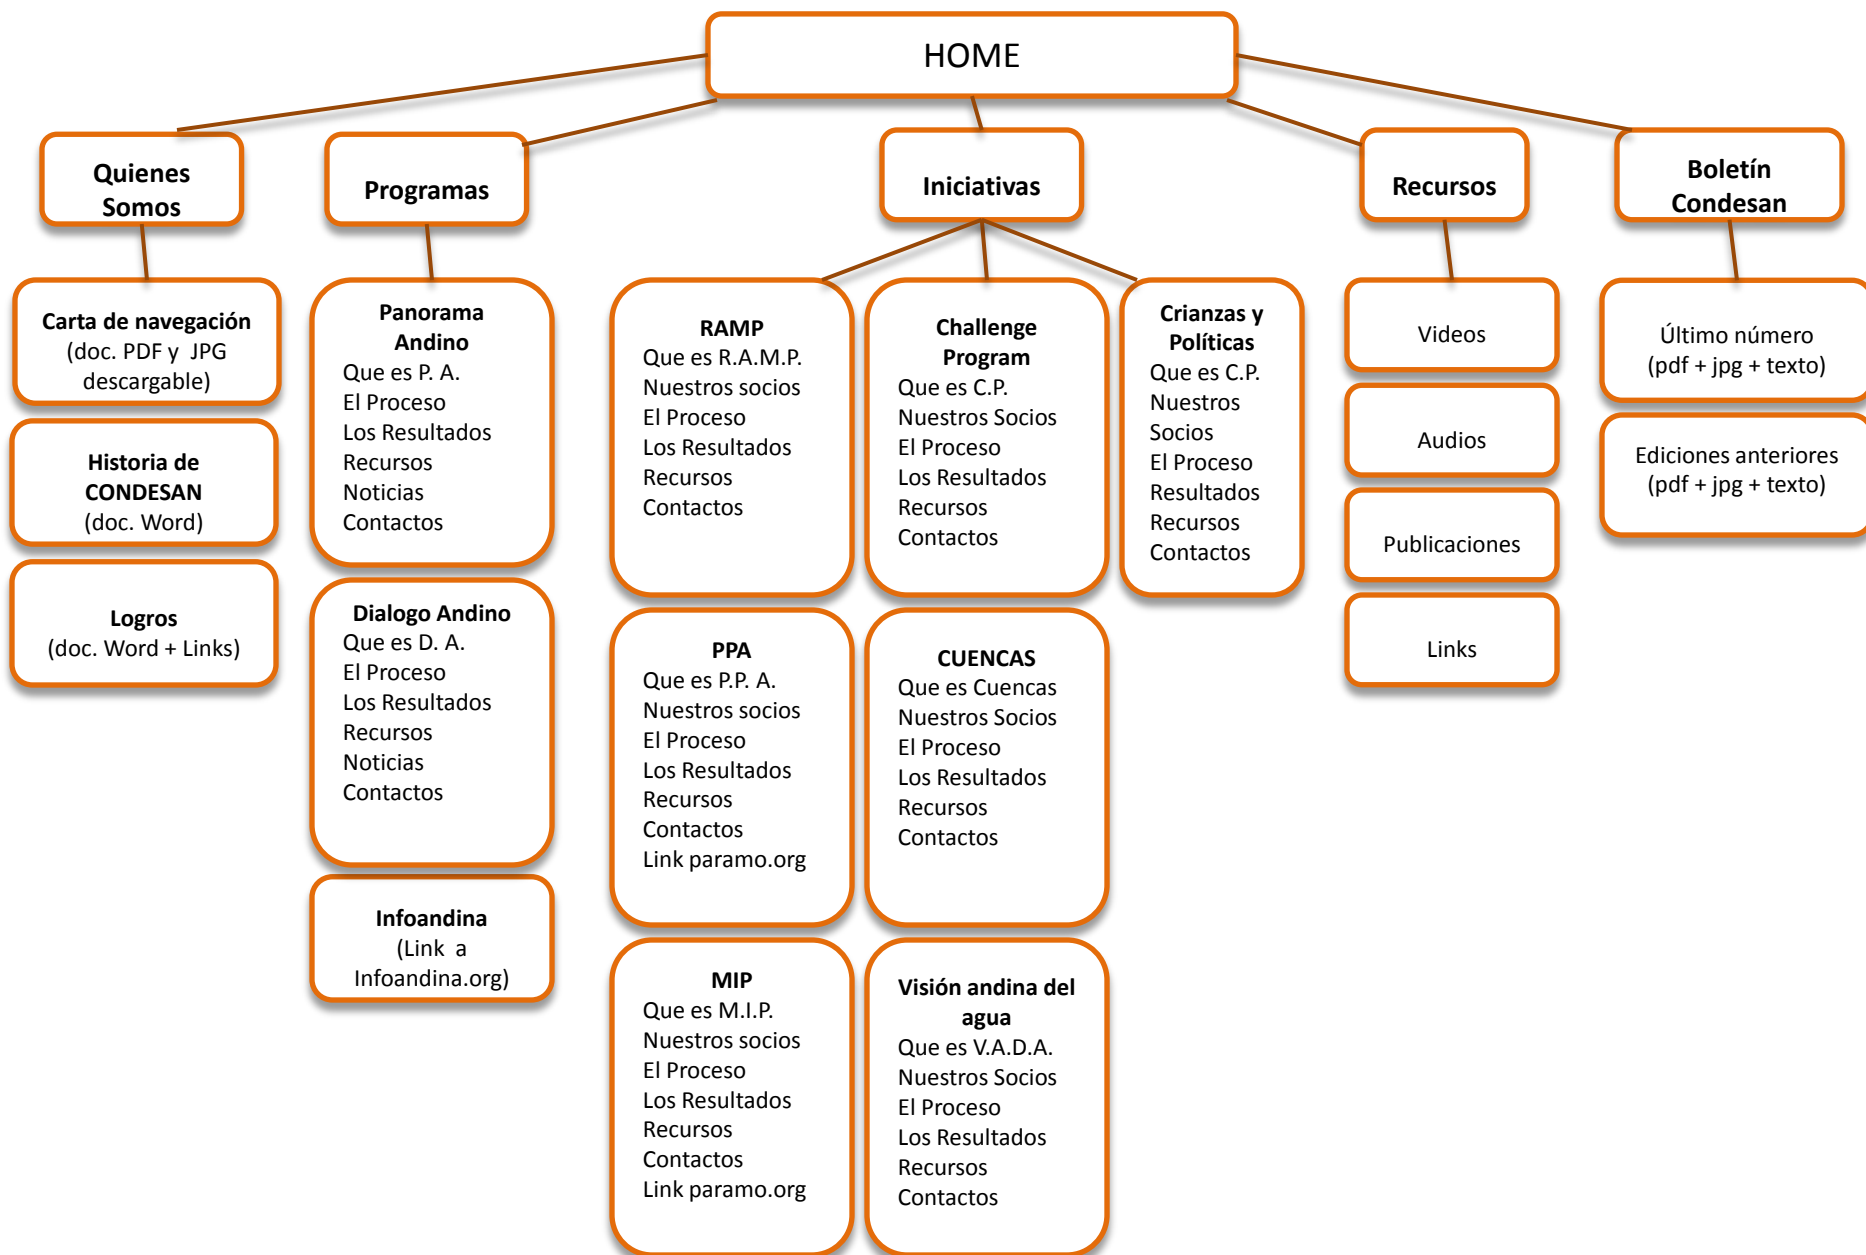 HOME
Quienes
Somos
Programas
Iniciativas
Recursos
Boletín
Condesan
Carta de navegación
(doc. PDF y  JPG
descargable)
Historia de
CONDESAN
(doc. Word)
Logros
(doc. Word + Links)
Panorama
Andino
Que es P. A.
El Proceso
Los Resultados
Recursos
Noticias
Contactos
Dialogo Andino
Que es D. A.
El Proceso
Los Resultados
Recursos
Noticias
Contactos
Infoandina
(Link  a
Infoandina.org)
RAMP
Que es R.A.M.P.
Nuestros socios
El Proceso
Los Resultados
Recursos
Contactos
PPA
Que es P.P. A.
Nuestros socios
El Proceso
Los Resultados
Recursos
Contactos
Link paramo.org
MIP
Que es M.I.P.
Nuestros socios
El Proceso
Los Resultados
Recursos
Contactos
Link paramo.org
Challenge
Program
Que es C.P.
Nuestros Socios
El Proceso
Los Resultados
Recursos
Contactos
CUENCAS
Que es Cuencas
Nuestros Socios
El Proceso
Los Resultados
Recursos
Contactos
Visión andina del
agua
Que es V.A.D.A.
Nuestros Socios
El Proceso
Los Resultados
Recursos
Contactos
Crianzas y
Políticas
Que es C.P.
Nuestros
Socios
El Proceso
Resultados
Recursos
Contactos
Videos
Audios
Publicaciones
Links
Último número
(pdf + jpg + texto)
Ediciones anteriores
(pdf + jpg + texto)